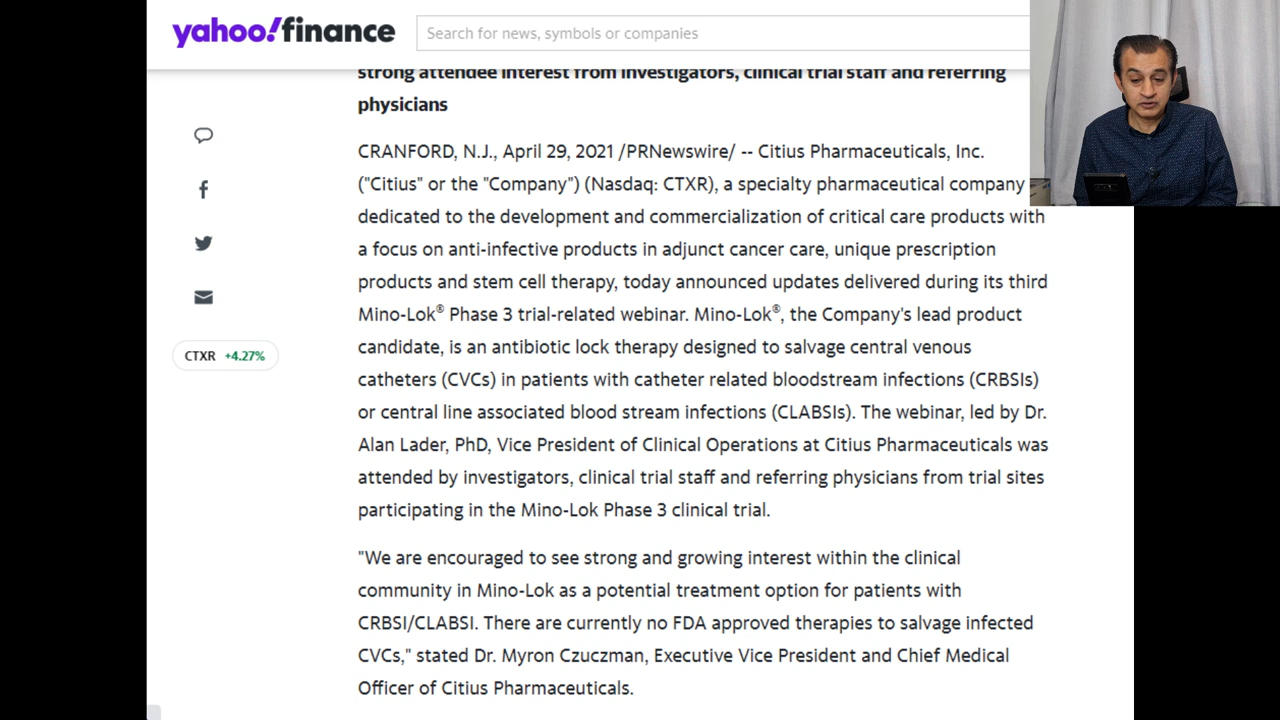 yahoo!finance
Search for news, symbols or companies
strong attendee interest from investigators, clinical trial staff and referring
physicians
CRANFORD, N.J., April 29, 2021 /PRNewswire/ -- Citius Pharmaceuticals, Inc.
("Citius" or the "Company") (Nasdaq: CTXR), a specialty pharmaceutical company
dedicated to the development and commercialization of critical care products with
a focus on anti-infective products in adjunct cancer care, unique prescription
products and stem cell therapy, today announced updates delivered during its third
Mino-Lok® Phase 3 trial-related webinar. Mino-Lok®, the Company's lead product
candidate, is an antibiotic lock therapy designed to salvage central venous
catheters (CVCs) in patients with catheter related bloodstream infections (CRBSIs)
or central line associated blood stream infections (CLABSIs). The webinar, led by Dr.
Alan Lader, PhD, Vice President of Clinical Operations at Citius Pharmaceuticals was
attended by investigators, clinical trial staff and referring physicians from trial sites
participating in the Mino-Lok Phase 3 clinical trial.
"We are encouraged to see strong and growing interest within the clinical
community in Mino-Lok as a potential treatment option for patients with
CRBSI/CLABSI. There are currently no FDA approved therapies to salvage infected
CVCs," stated Dr. Myron Czuczman, Executive Vice President and Chief Medical
Officer of Citius Pharmaceuticals.
CTXR +4.27%